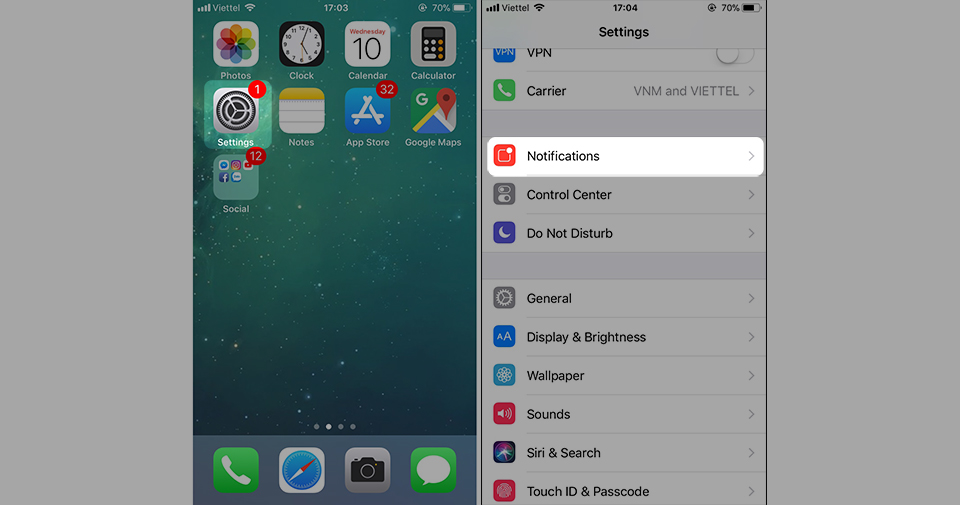 Viettel 17:03 70%
Wednesday
10
Photos Clock Calendar Calculator
1
32
G
Settings Notes App Store Google Maps
12
Social
Viettel 17:04 70%
Settings
VPN VPN
Carrier VNM and VIETTEL
Notifications
Control Center
Do Not Disturb
General
AA Display & Brightness
Wallpaper
Sounds
Siri & Search
Touch ID & Passcode